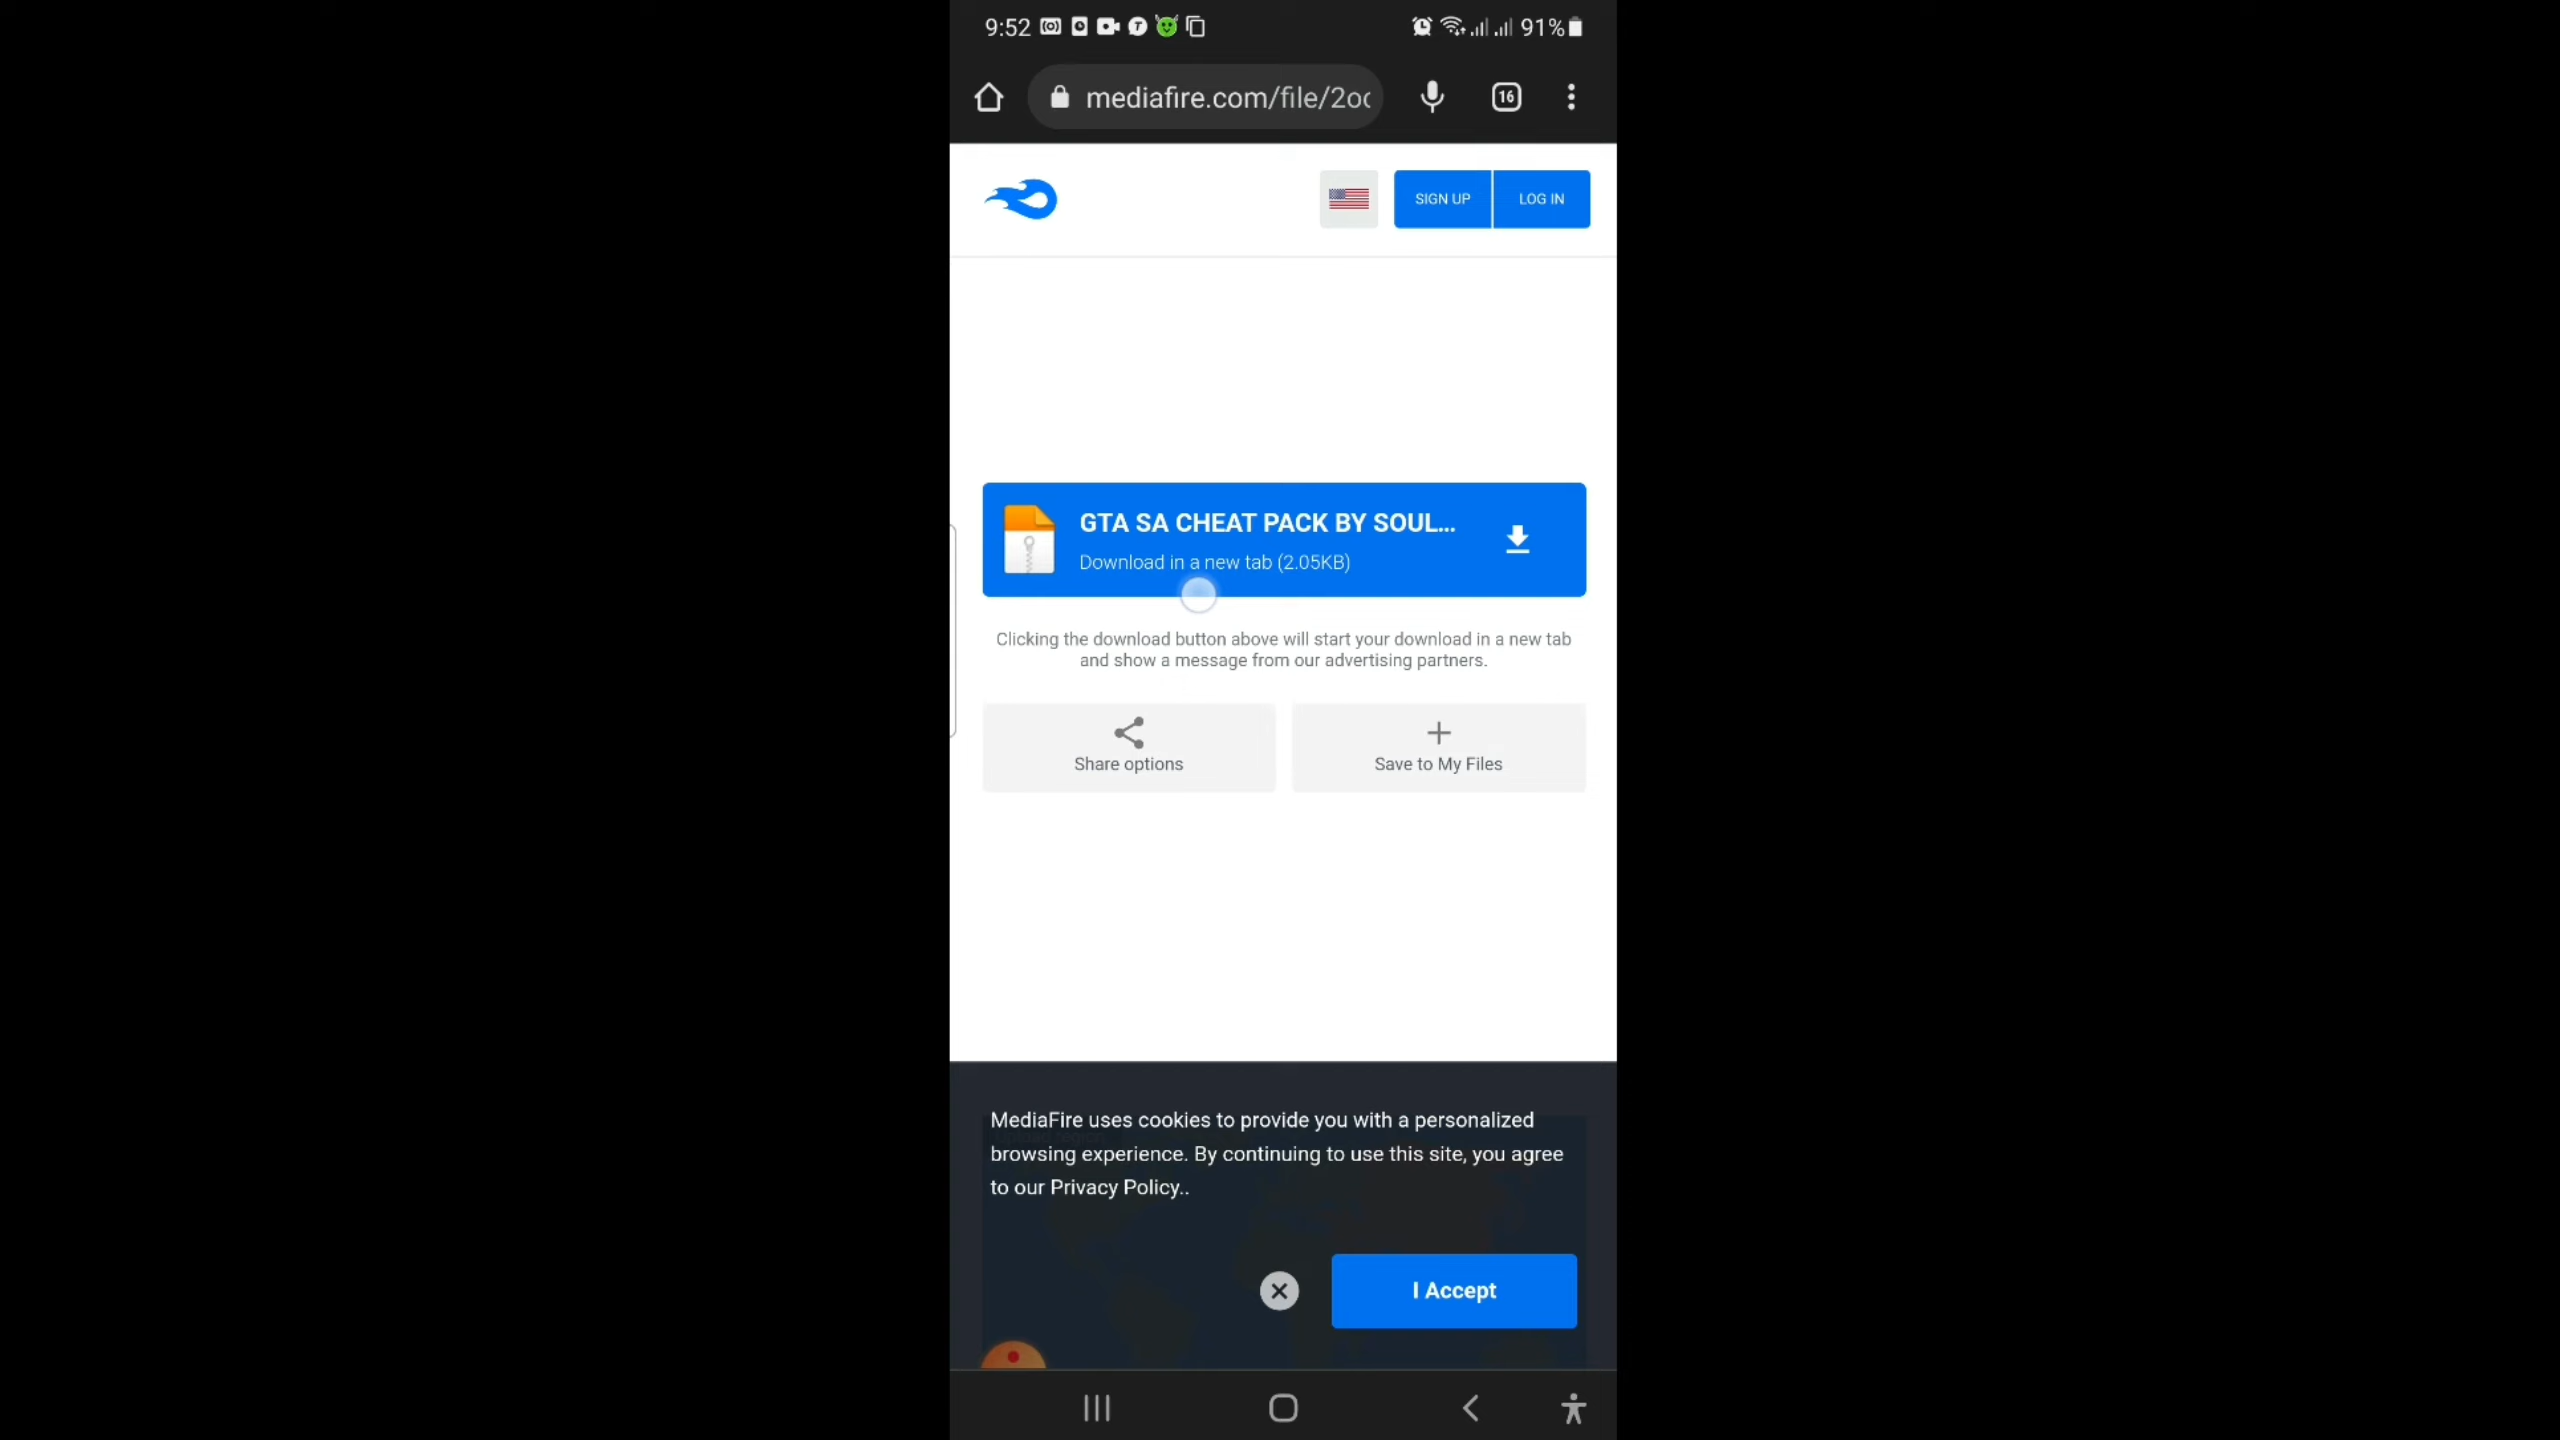 9:52
91%
mediafire.com/file/2oc
16
SIGN UP
LOG IN
GTA SA CHEAT PACK BY SOUL...
Download in a new tab (2.05KB)
Clicking the download button above will start your download in a new tab
and show a message from our advertising partners.
Share options
Save to My Files
MediaFire uses cookies to provide you with a personalized
browsing experience. By continuing to use this site, you agree
to our Privacy Policy..
I Accept